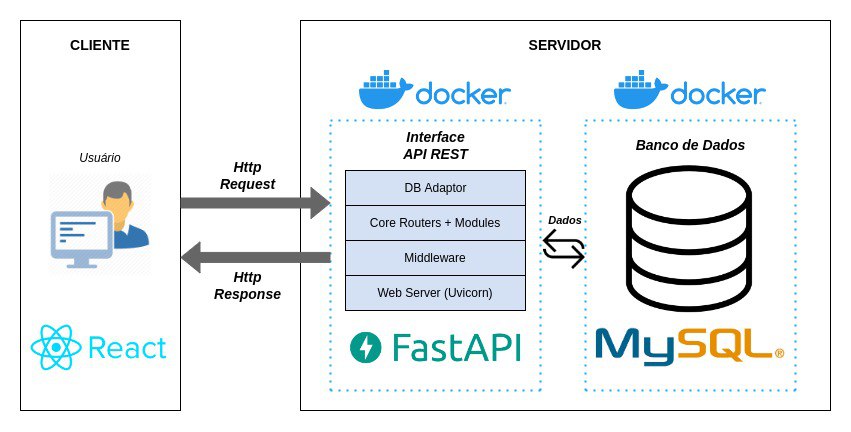 CLIENTE
SERVIDOR
docker
docker
Usuário
Http
Request
Http
Response
React
Interface
API REST
DB Adaptor
Core Routers + Modules
Middleware
Web Server (Uvicorn)
FastAPI
Dados
Banco de Dados
MySQL®